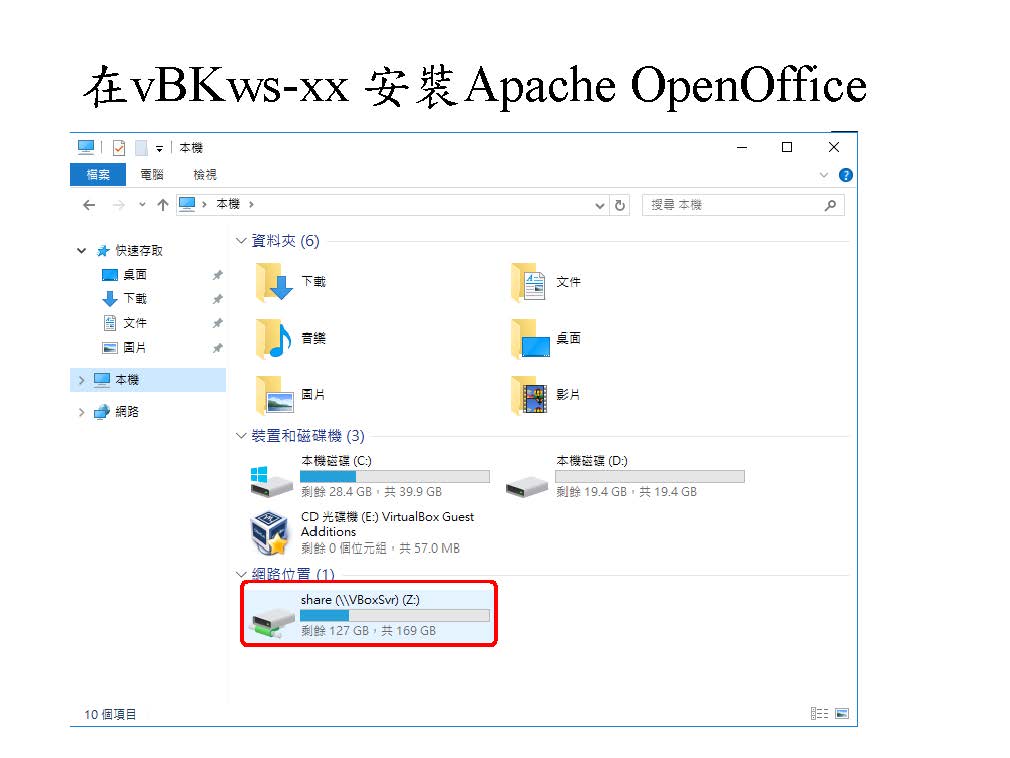 在vBKws-xx 安裝Apache OpenOffice
本機
檔案 電腦 檢視
本機
搜尋 本機
快速存取
桌面
下載
文件
圖片
本機
網路
資料夾 (6)
下載
文件
音樂
桌面
圖片
影片
裝置和磁碟機 (3)
本機磁碟 (C:)
剩餘 28.4 GB，共 39.9 GB
本機磁碟 (D:)
剩餘 19.4 GB，共 19.4 GB
CD 光碟機 (E:) VirtualBox Guest
Additions
剩餘 0 個位元組，共 57.0 MB
網路位置 (1)
share (\\VBoxSvr) (Z:)
剩餘 127 GB，共 169 GB
10 個項目